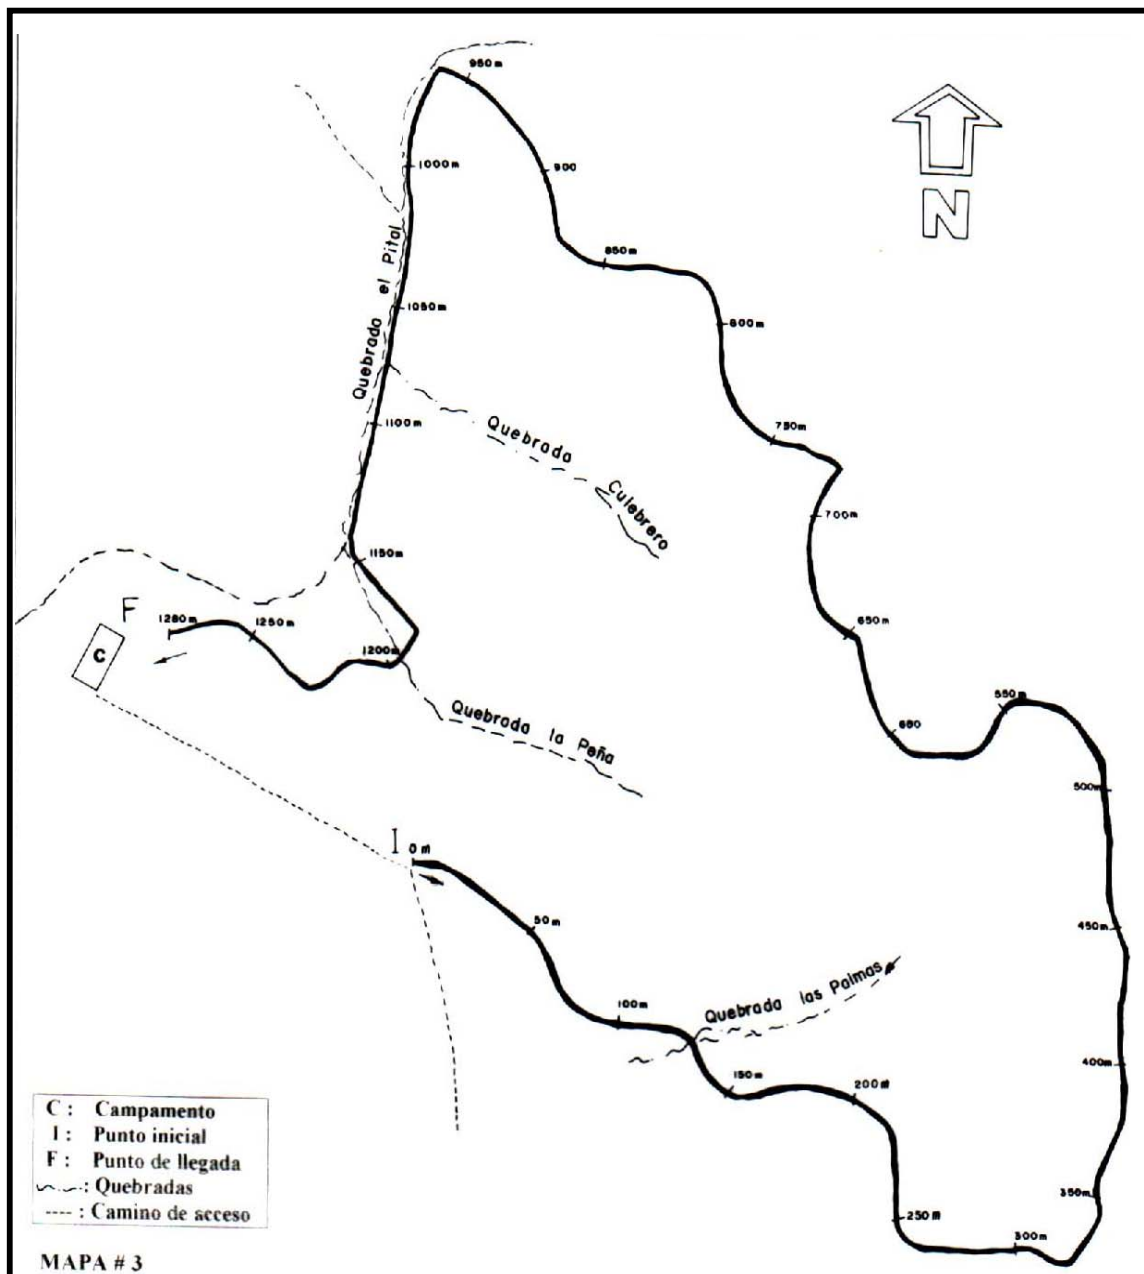 950m
1000m
900
N
850m
Quebrada el Pital
1050m
800m
1100m
Quebrada
Culebrero
750m
700m
1150m
F
1280m
1250m
650m
C
1200m
550m
600
Quebrada la Peña
500m
I 0 m
50m
450m
Quebrada las Palmas
100m
400m
150m
200m
350m
250m
300m
C : Campamento
I : Punto inicial
F : Punto de llegada
: Quebradas
---- : Camino de acceso
MAPA # 3